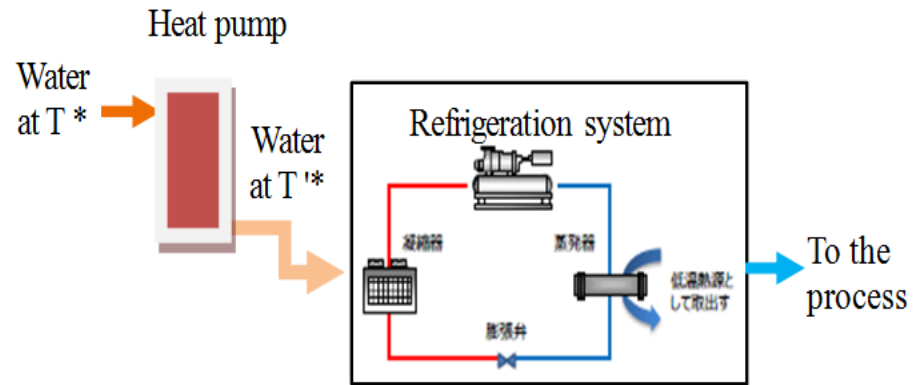 Heat pump
Water
at T *
Water
at T '*
Refrigeration system
凝縮器
蒸発器
低温熱源と
して取出す
膨張弁
To the
process